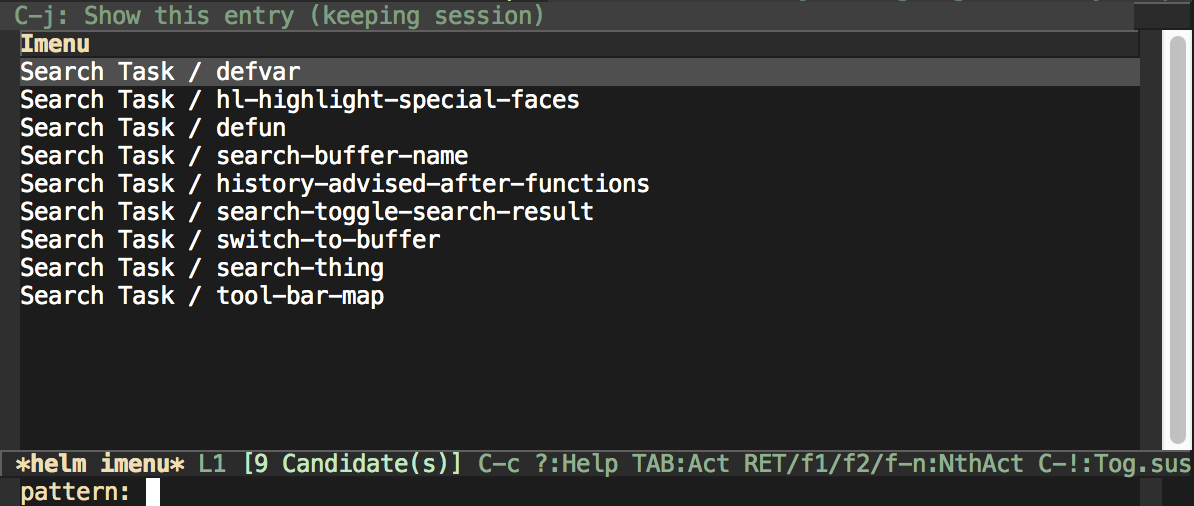 C-j: Show this entry (keeping session)
Imenu
Search Task / defvar
Search Task / hl-highlight-special-faces
Search Task / defun
Search Task / search-buffer-name
Search Task / history-advised-after-functions
Search Task / search-toggle-search-result
Search Task / switch-to-buffer
Search Task / search-thing
Search Task / tool-bar-map
*helm imenu* L1 [9 Candidate(s)] C-c ?:Help TAB:Act RET/f1/f2/f-n:NthAct C-!:Tog.sus
pattern: